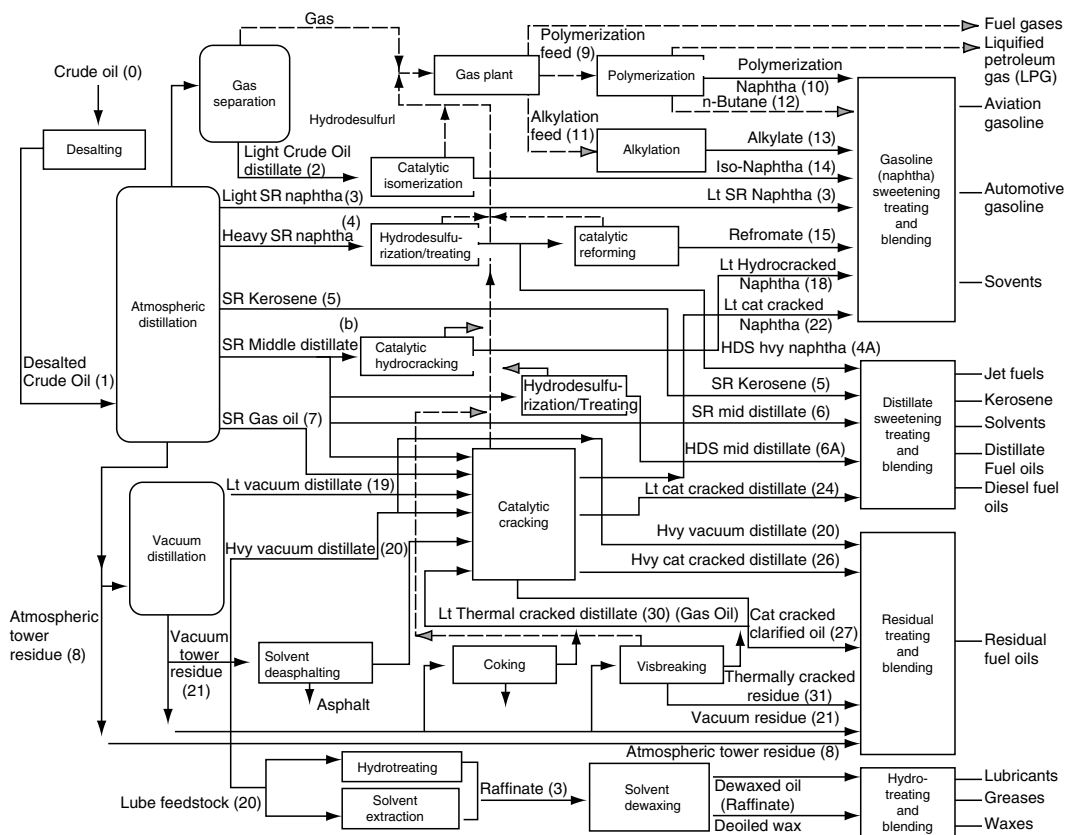 Gas
Fuel gases
Liquified
petroleum
gas (LPG)
Crude oil (0)
Gas
separation
Polymerization
feed (9)
Gas plant
Polymerization
Polymerization
Naphtha (10)
n-Butane (12)
Aviation
gasoline
Hydrodesulfurl
Desalting
Alkylation
feed (11)
Alkylation
Alkylate (13)
Light Crude Oil
distillate (2)
Catalytic
isomerization
Iso-Naphtha (14)
Gasoline
(naphtha)
sweetening
treating
and
blending
Automotive
gasoline
Light SR naphtha (3)
Lt SR Naphtha (3)
Heavy SR naphtha (4)
Hydrodesulfu-
rization/treating
catalytic
reforming
Refromate (15)
Lt Hydrocracked
Naphtha (18)
Sovents
SR Kerosene (5)
Lt cat cracked
Naphtha (22)
Atmospheric
distillation
(b)
SR Middle distillate
Catalytic
hydrocracking
HDS hvy naphtha (4A)
Desalted
Crude Oil (1)
Hydrodesulfu-
rization/Treating
SR Kerosene (5)
Jet fuels
Kerosene
Solvents
Distillate
Fuel oils
Diesel fuel
oils
SR Gas oil (7)
SR mid distillate (6)
Distillate
sweetening
treating
and
blending
HDS mid distillate (6A)
Lt vacuum distillate (19)
Catalytic
cracking
Lt cat cracked distillate (24)
Vacuum
distillation
Hvy vacuum distillate (20)
Hvy vacuum distillate (20)
Hvy cat cracked distillate (26)
Atmospheric
tower
residue (8)
Lt Thermal cracked distillate (30) (Gas Oil)
Cat cracked
clarified oil (27)
Residual
treating
and
blending
Residual
fuel oils
Vacuum
tower
residue
(21)
Solvent
deasphalting
Coking
Visbreaking
Asphalt
Thermally cracked
residue (31)
Vacuum residue (21)
Atmospheric tower residue (8)
Lube feedstock (20)
Hydrotreating
Solvent
extraction
Raffinate (3)
Solvent
dewaxing
Dewaxed oil
(Raffinate)
Deoiled wax
Hydro-
treating
and
blending
Lubricants
Greases
Waxes